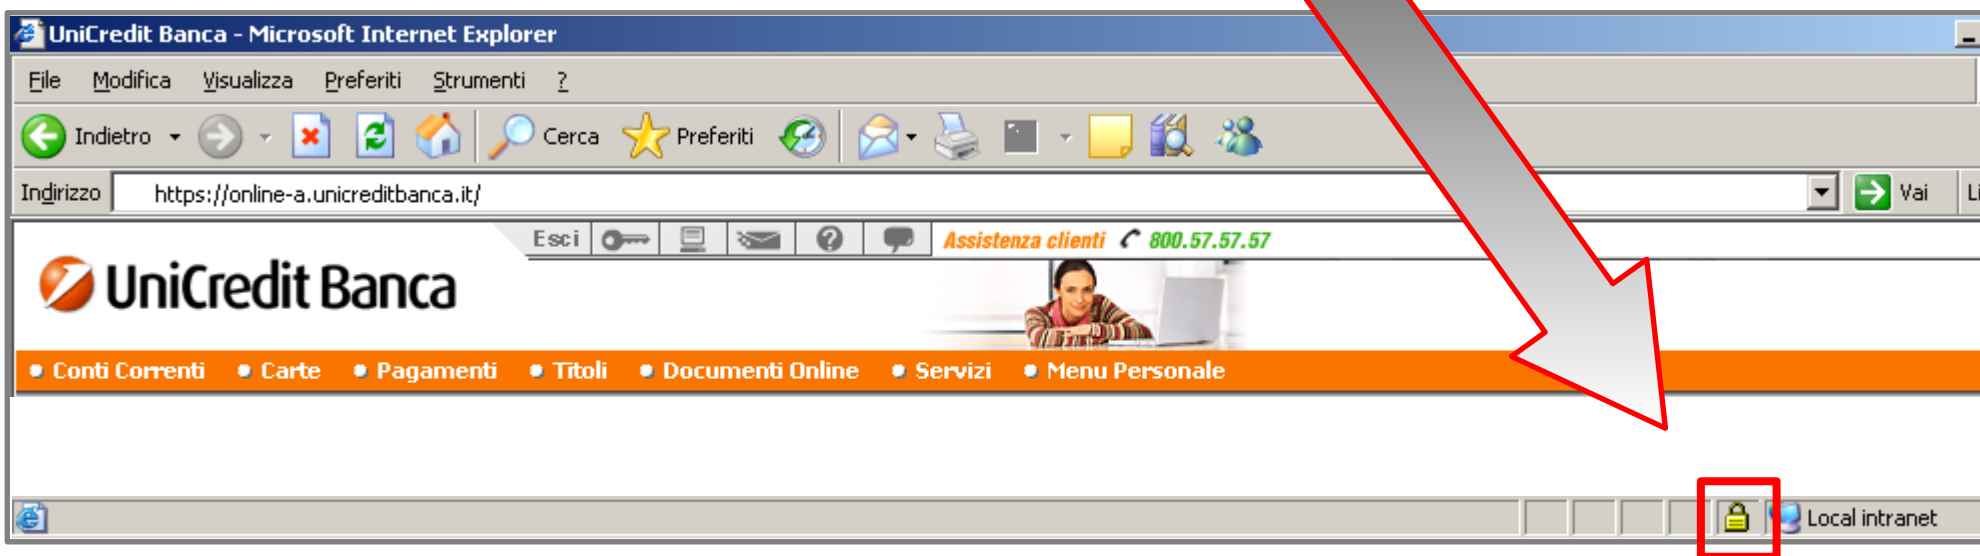 UniCredit Banca - Microsoft Internet Explorer
File Modifica Visualizza Preferiti Strumenti ?
Indietro Cerca Preferiti
Indirizzo https://online-a.unicreditbanca.it/ Vai
Esci Assistenza clienti 800.57.57.57
UniCredit Banca
Conti Correnti Carte Pagamenti Titoli Documenti Online Servizi Menu Personale
Local intranet